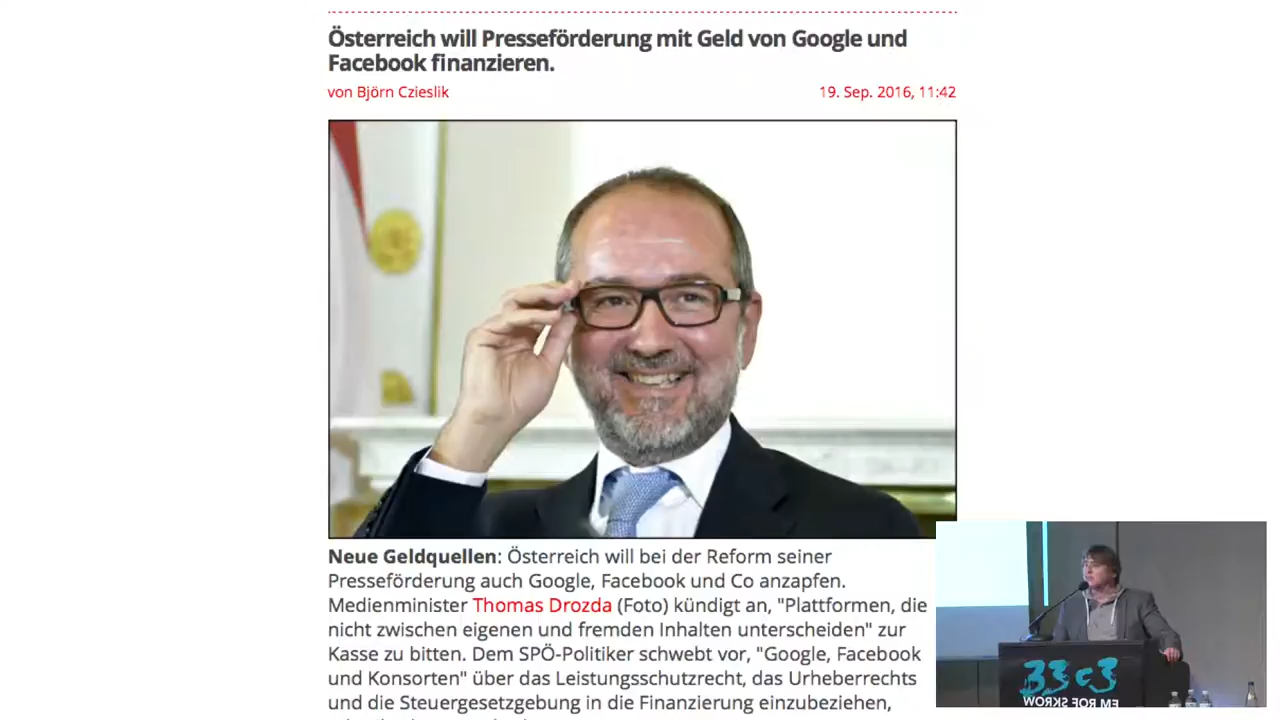 Österreich will Presseförderung mit Geld von Google und
Facebook finanzieren.
von Björn Czieslik 19. Sep. 2016, 11:42
Neue Geldquellen: Österreich will bei der Reform seiner
Presseförderung auch Google, Facebook und Co anzapfen.
Medienminister Thomas Drozda (Foto) kündigt an, "Plattformen, die
nicht zwischen eigenen und fremden Inhalten unterscheiden" zur
Kasse zu bitten. Dem SPÖ-Politiker schwebt vor, "Google, Facebook
und Konsorten" über das Leistungsschutzrecht, das Urheberrechts
und die Steuergesetzgebung in die Finanzierung einzubeziehen,
33c3
WORKS FOR ME